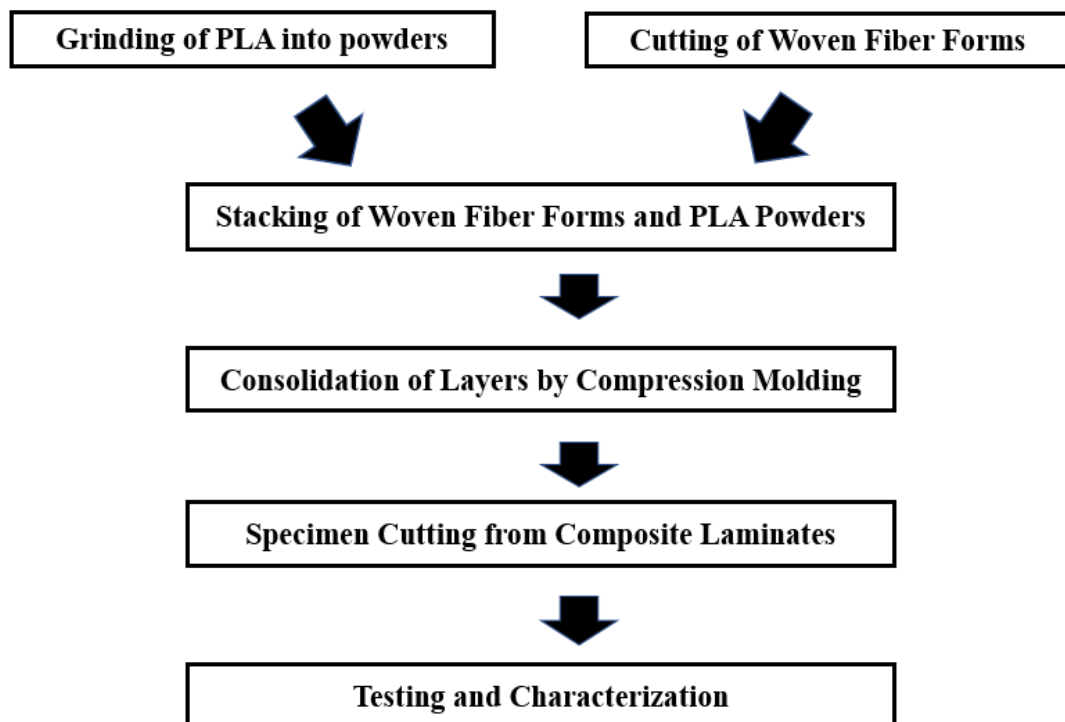 Grinding of PLA into powders
Cutting of Woven Fiber Forms
Stacking of Woven Fiber Forms and PLA Powders
Consolidation of Layers by Compression Molding
Specimen Cutting from Composite Laminates
Testing and Characterization